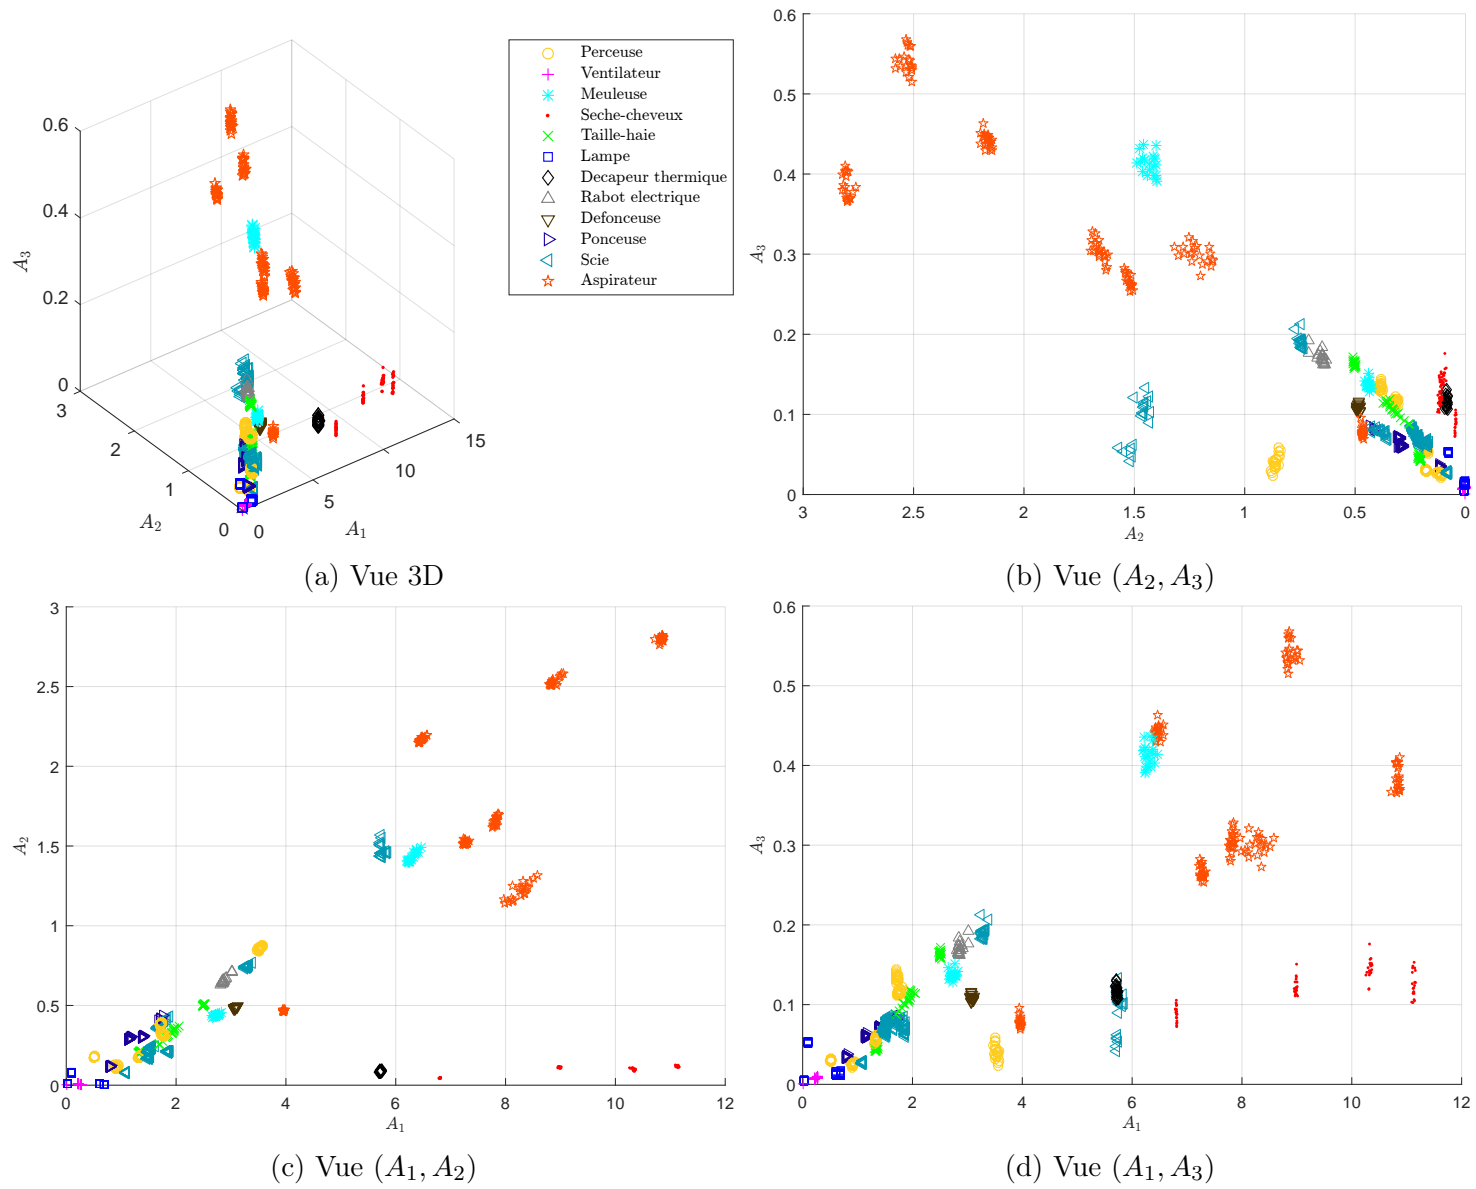 0.6
0.4
0.2
0
3
2
1
0
0
5
10
15
A3
A2
A1
Perceuse
Ventilateur
Meuleuse
Seche-cheveux
Taille-haie
Lampe
Decapeur thermique
Rabot electrique
Defonceuse
Ponceuse
Scie
Aspirateur
(a) Vue 3D
0.6
0.5
0.4
0.3
0.2
0.1
0
A3
3 2.5 2 1.5 1 0.5 0
A2
(b) Vue (A2, A3)
3
2.5
2
1.5
1
0.5
0
A2
0 2 4 6 8 10 12
A1
(c) Vue (A1, A2)
0.6
0.5
0.4
0.3
0.2
0.1
0
A3
0 2 4 6 8 10 12
A1
(d) Vue (A1, A3)